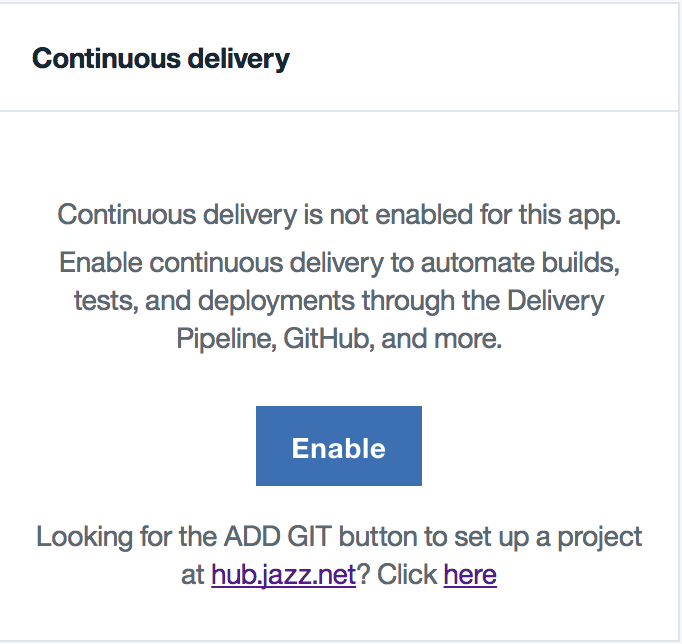 Continuous delivery
Continuous delivery is not enabled for this app.
Enable continuous delivery to automate builds,
tests, and deployments through the Delivery
Pipeline, GitHub, and more.
Enable
Looking for the ADD GIT button to set up a project
at hub.jazz.net? Click here